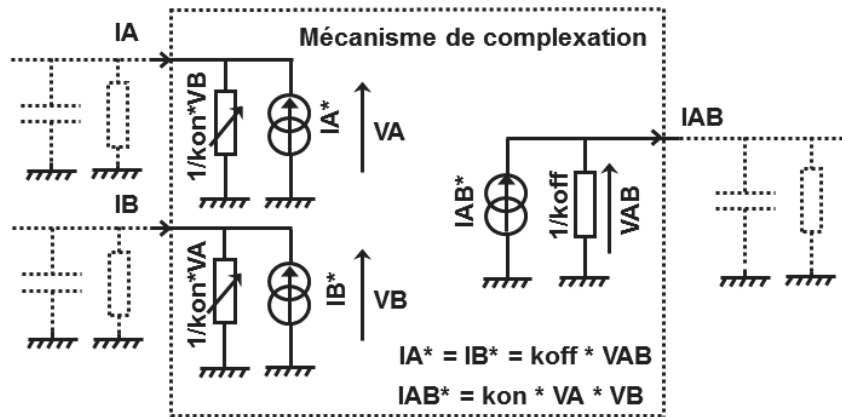 IA
Mécanisme de complexation
1/kon*VB
IA*
VA
IAB
IAB*
1/koff
VAB
IB
1/kon*VA
IB*
VB
IA* = IB* = koff * VAB
IAB* = kon * VA * VB